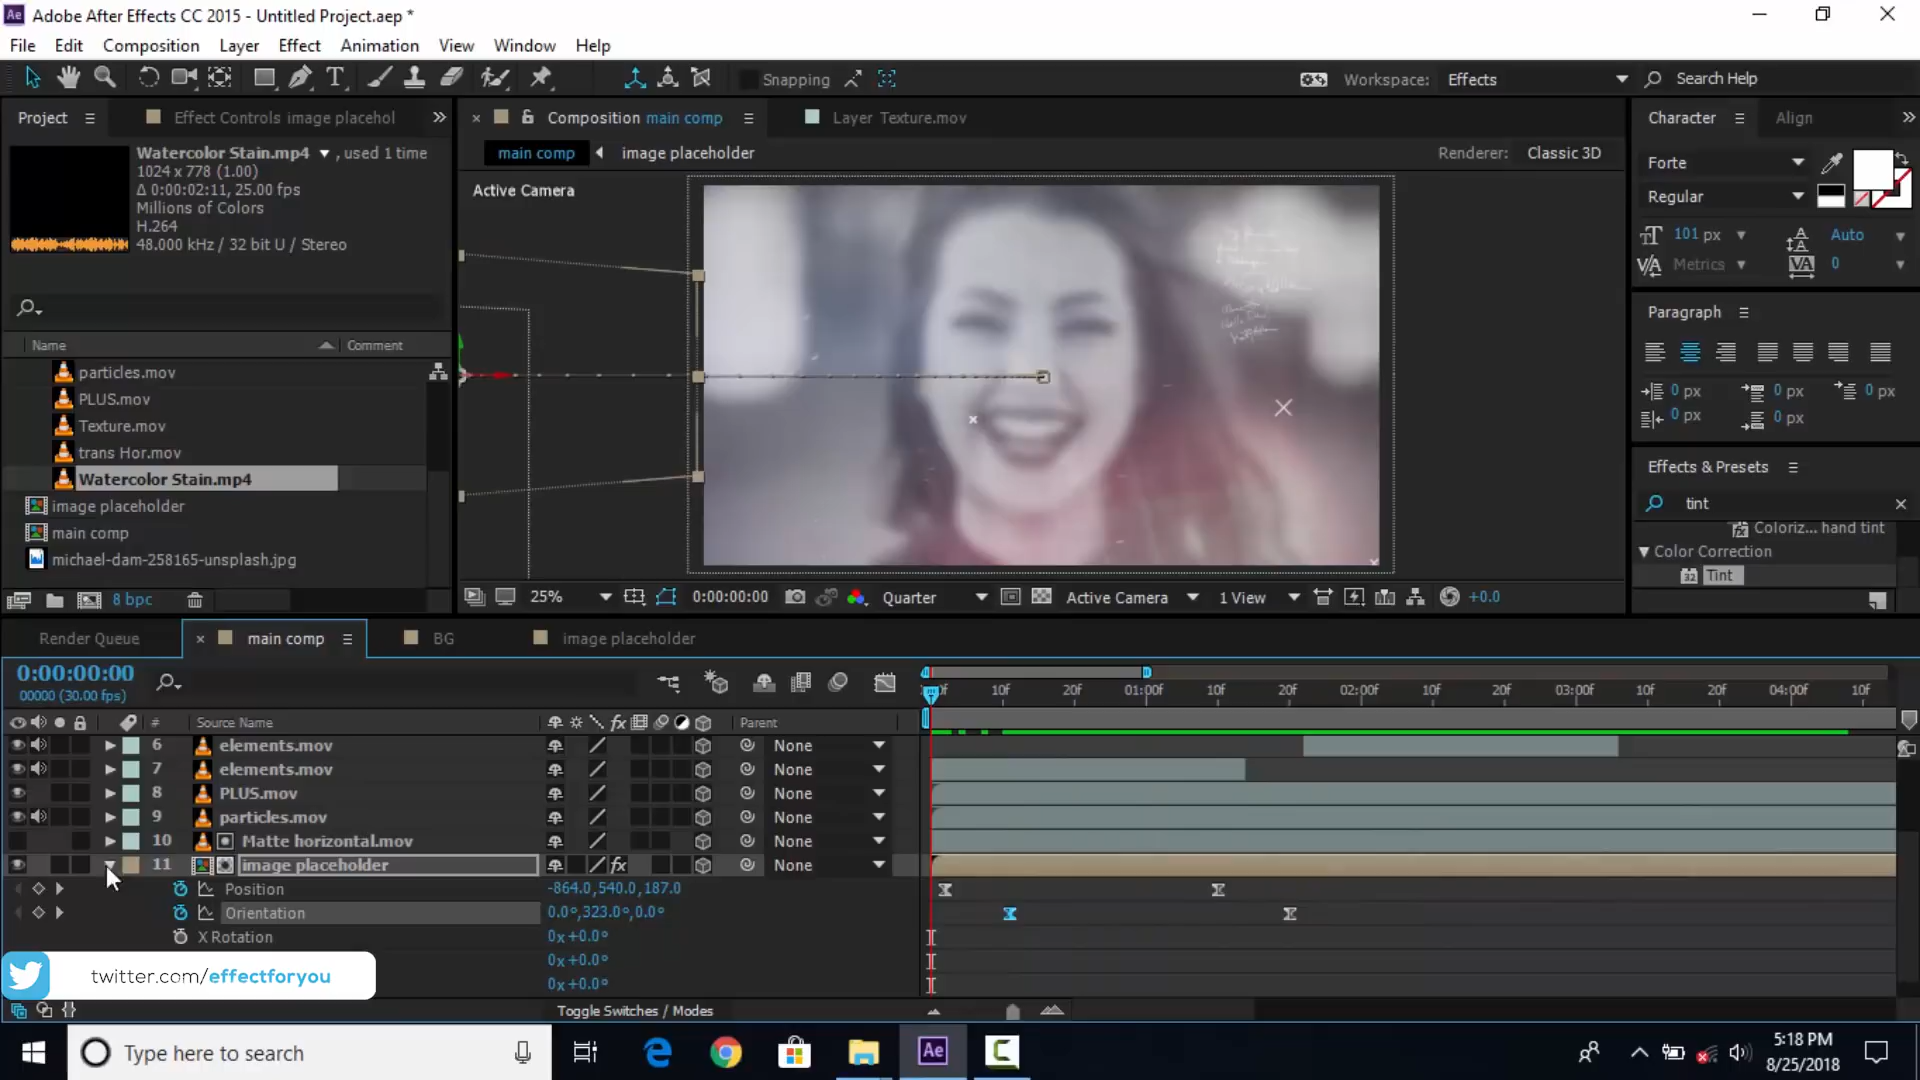 Adobe After Effects CC 2015 - Untitled Project.aep *
File Edit Composition Layer Effect Animation View Window Help
Snapping
Workspace: Effects
Search Help
Project
Effect Controls image placehol
Composition main comp
Layer Texture.mov
Character
Align
Watercolor Stain.mp4 , used 1 time
1024 x 778 (1.00)
Δ 0:00:02:11, 25.00 fps
Millions of Colors
H.264
48.000 kHz / 32 bit U / Stereo
main comp
image placeholder
Renderer: Classic 3D
Active Camera
Forte
Regular
101 px
Auto
Metrics
0
Paragraph
0 px
0 px
0 px
0 px
0 px
Name
Comment
particles.mov
PLUS.mov
Texture.mov
trans Hor.mov
Watercolor Stain.mp4
image placeholder
main comp
michael-dam-258165-unsplash.jpg
Effects & Presets
tint
Coloriz... hand tint
Color Correction
32 Tint
8 bpc
25%
0:00:00:00
Quarter
Active Camera
1 View
+0.0
Render Queue
main comp
BG
image placeholder
0:00:00:00
00000 (30.00 fps)
10f 20f 01:00f 10f 20f 02:00f 10f 20f 03:00f 10f 20f 04:00f 10f
# Source Name
fx
Parent
6 elements.mov None
7 elements.mov None
8 PLUS.mov None
9 particles.mov None
10 Matte horizontal.mov None
11 image placeholder fx None
Position -864.0,540.0,187.0
Orientation 0.0°,323.0°,0.0°
X Rotation 0x+0.0°
0x+0.0°
0x+0.0°
twitter.com/effectforyou
Toggle Switches / Modes
Type here to search
Ae
5:18 PM
8/25/2018